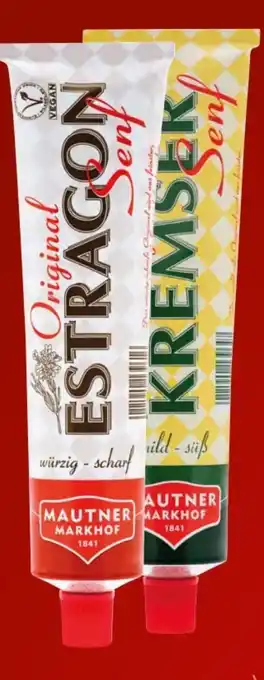 VEGAN
Original
ESTRAGON
Senf
würzig - scharf
MAUTNER
MARKHOF
1841
KREMSER
Senf
mild - süß
MAUTNER
MARKHOF
1841